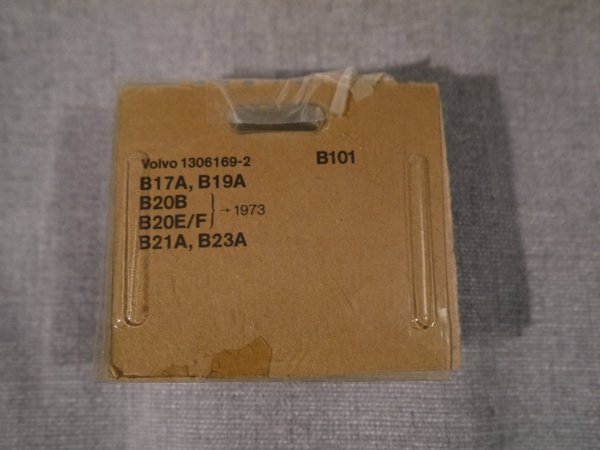 Volvo 1306169-2 B101
B17A, B19A
B20B
B20E/F } → 1973
B21A, B23A